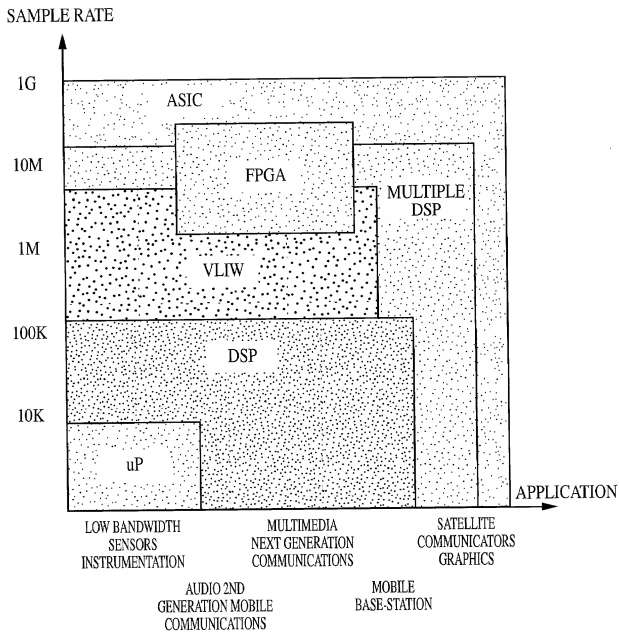 SAMPLE RATE
1G
ASIC
10M
FPGA
MULTIPLE
DSP
1M
VLIW
100K
DSP
10K
uP
APPLICATION
LOW BANDWIDTH
SENSORS
INSTRUMENTATION
MULTIMEDIA
NEXT GENERATION
COMMUNICATIONS
SATELLITE
COMMUNICATORS
GRAPHICS
AUDIO 2ND
GENERATION MOBILE
COMMUNICATIONS
MOBILE
BASE-STATION